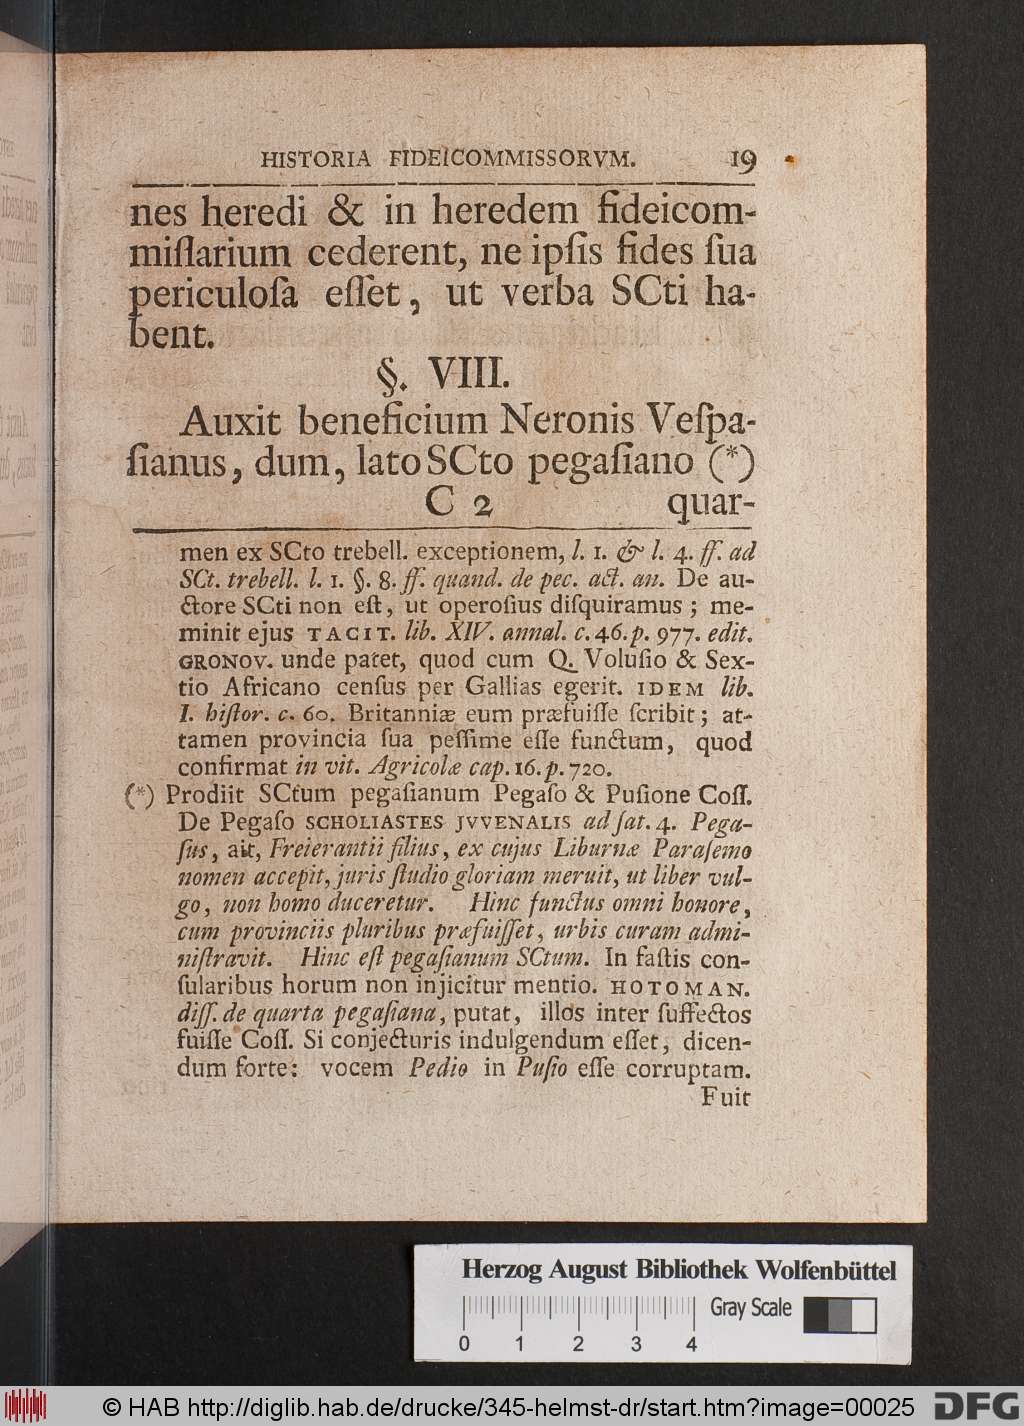 HISTORIA FIDEICOMMISSORVM. 19
nes heredi & in heredem fideicom-
miſſarium cederent, ne ipſis fides ſua
periculoſa eſſet, ut verba SCti ha-
bent.
§. VIII.
Auxit beneficium Neronis Veſpa-
ſianus, dum, lato SCto pegaſiano (*)
C 2 quar-
men ex SCto trebell. exceptionem, l. 1. & l. 4. ff. ad
SCt. trebell. l. 1. §. 8. ff. quand. de pec. act. an. De au-
ctore SCti non eſt, ut operoſius diſquiramus; me-
minit ejus TACIT. lib. XIV. annal. c. 46. p. 977. edit.
GRONOV. unde patet, quod cum Q. Voluſio & Sex-
tio Africano cenſus per Gallias egerit. IDEM lib.
I. hiſtor. c. 60. Britanniæ eum præfuiſſe ſcribit; at-
tamen provincia ſua peſſime eſſe functum, quod
confirmat in vit. Agricolæ cap. 16. p. 720.
(*) Prodiit SCtum pegaſianum Pegaſo & Puſione Coſſ.
De Pegaſo SCHOLIASTES JVVENALIS ad ſat. 4. Pega-
ſus, ait, Freierantii filius, ex cujus Liburnæ Paraſemo
nomen accepit, juris ſtudio gloriam meruit, ut liber vul-
go, non homo duceretur. Hinc functus omni honore,
cum provinciis pluribus præfuiſſet, urbis curam admi-
niſtravit. Hinc eſt pegaſianum SCtum. In faſtis con-
ſularibus horum non injicitur mentio. HOTOMAN.
diſſ. de quarta pegaſiana, putat, illos inter ſuffectos
fuiſſe Coſſ. Si conjecturis indulgendum eſſet, dicen-
dum forte: vocem Pedio in Puſio eſſe corruptam.
Fuit
Herzog August Bibliothek Wolfenbüttel
Gray Scale
0 1 2 3 4
© HAB http://diglib.hab.de/drucke/345-helmst-dr/start.htm?image=00025
DFG